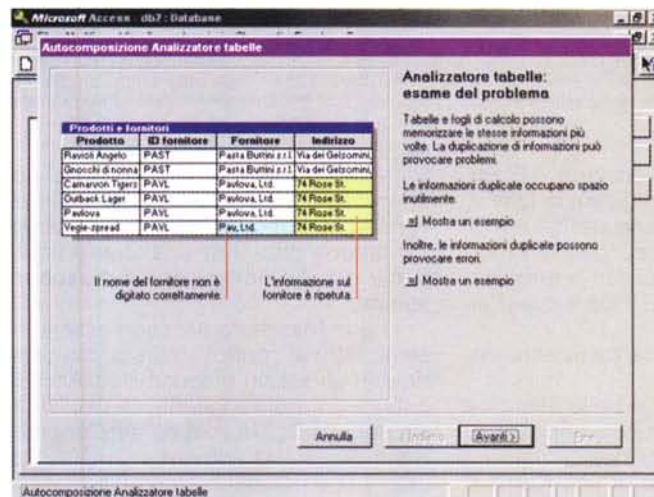 Microsoft Access - db7 : Database
Autocomposizione Analizzatore tabelle
Analizzatore tabelle:
esame del problema
Tabelle e fogli di calcolo possono
memorizzare le stesse informazioni più
volte. La duplicazione di informazioni può
provocare problemi.
Le informazioni duplicate occupano spazio
inutilmente.
Mostra un esempio
Inoltre, le informazioni duplicate possono
provocare errori.
Mostra un esempio
Prodotti e fornitori
Prodotto ID fornitore Fornitore Indirizzo
Ravioli Angelo PAST Pasta Buttini s.r.l. Via dei Gelsomini,
Gnocchi di nonna PAST Pasta Buttini s.r.l. Via dei Gelsomini,
Carnarvon Tigers PAVL Pavlova, Ltd. 74 Rose St.
Outback Lager PAVL Pavlova, Ltd. 74 Rose St.
Pavlova PAVL Pavlova, Ltd. 74 Rose St.
Vegie-spread PAVL Pav, Ltd. 74 Rose St.
Il nome del fornitore non è
digitato correttamente.
L'informazione sul
fornitore è ripetuta.
Annulla Avanti >
Autocomposizione Analizzatore tabelle